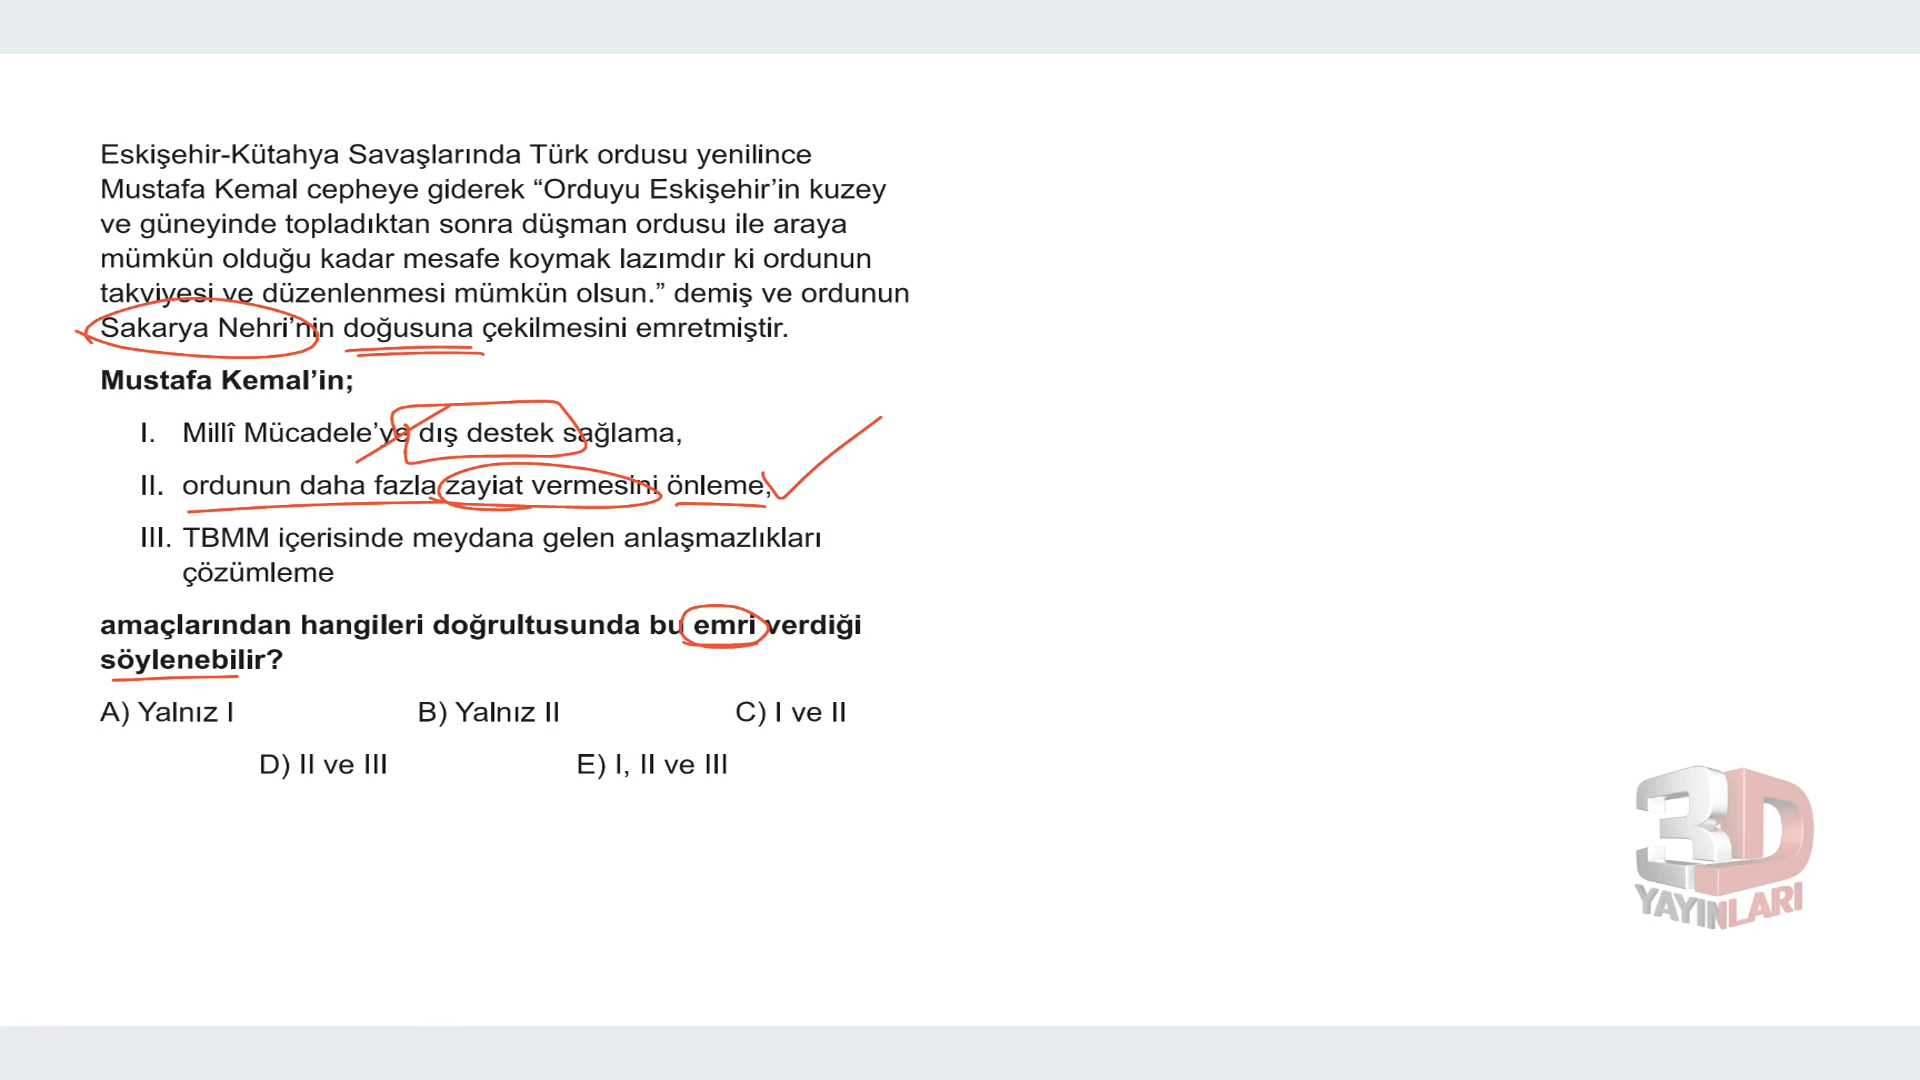 Eskişehir-Kütahya Savaşlarında Türk ordusu yenilince
Mustafa Kemal cepheye giderek “Orduyu Eskişehir’in kuzey
ve güneyinde topladıktan sonra düşman ordusu ile araya
mümkün olduğu kadar mesafe koymak lazımdır ki ordunun
takviyesi ve düzenlenmesi mümkün olsun.” demiş ve ordunun
Sakarya Nehri’nin doğusuna çekilmesini emretmiştir.
Mustafa Kemal’in;
I. Millî Mücadele’ye dış destek sağlama,
II. ordunun daha fazla zayiat vermesini önleme,
III. TBMM içerisinde meydana gelen anlaşmazlıkları
çözümleme
amaçlarından hangileri doğrultusunda bu emri verdiği
söylenebilir?
A) Yalnız I B) Yalnız II C) I ve II
D) II ve III E) I, II ve III
3D
YAYINLARI